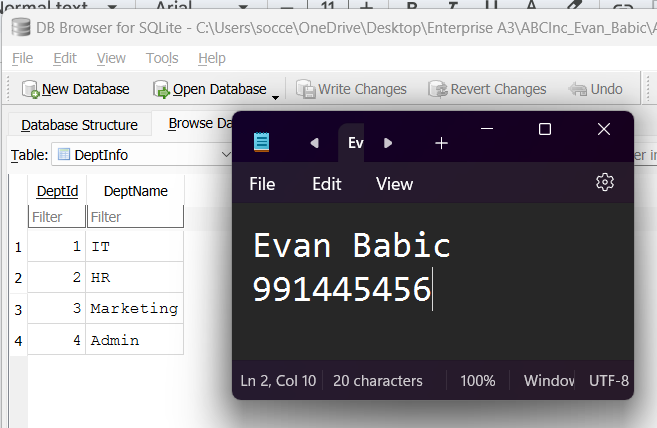 Arial
11
DB Browser for SQLite - C:\Users\socce\OneDrive\Desktop\Enterprise A3\ABCInc_Evan_Babic\A
File Edit View Tools Help
New Database Open Database Write Changes Revert Changes Undo
Database Structure Browse Da
Table: DeptInfo
er in
DeptId DeptName
Filter Filter
1 1 IT
2 2 HR
3 3 Marketing
4 4 Admin
Ev
File Edit View
Evan Babic
991445456
Ln 2, Col 10 20 characters 100% Window UTF-8